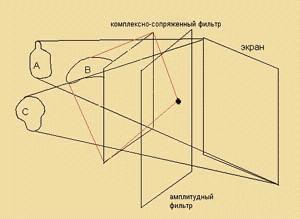 комплексно-сопряженный фильтр
экран
A
B
C
амплитудный
фильтр